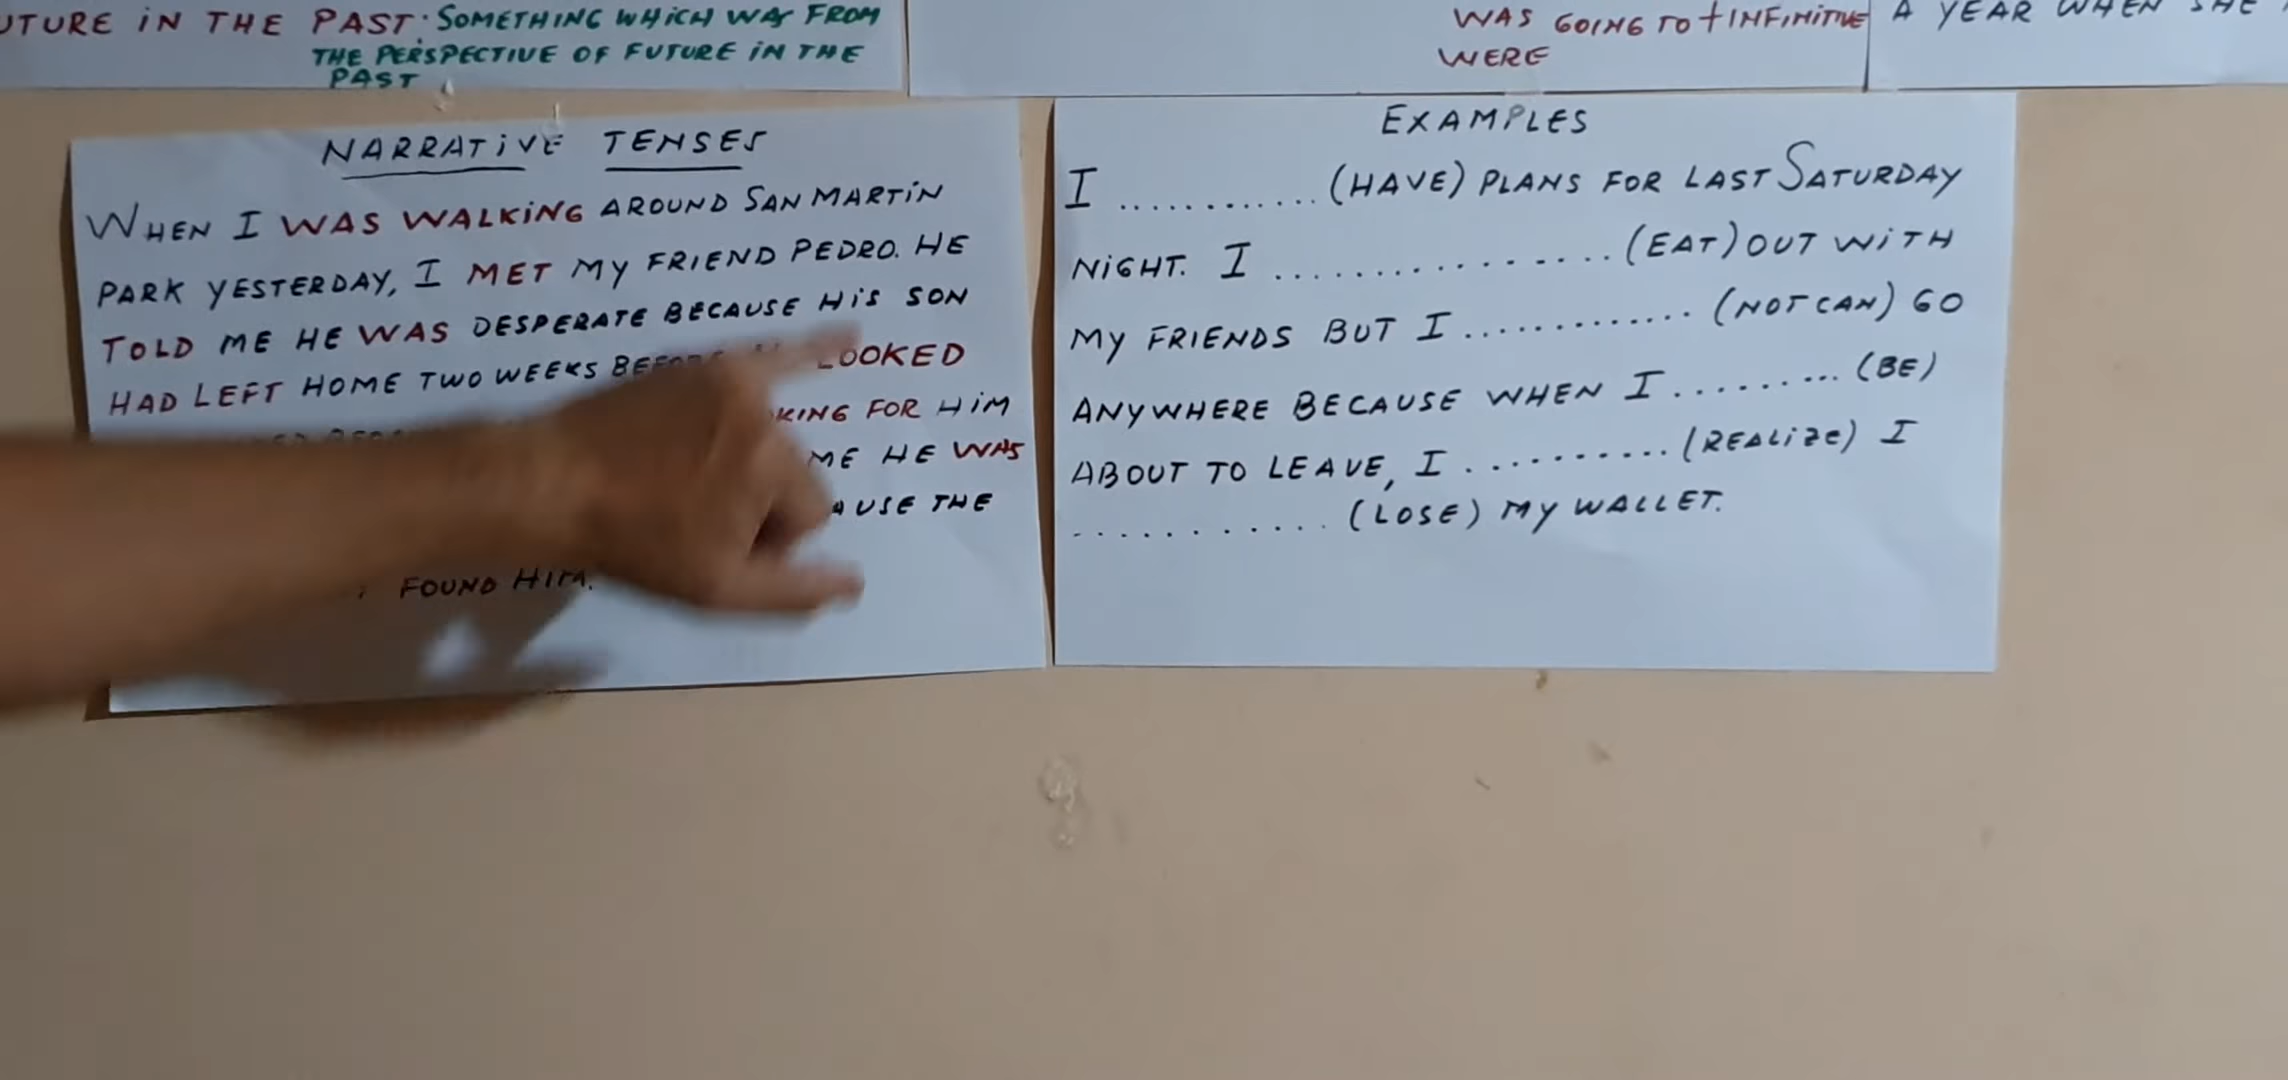 IN THE PAST: SOMETHING WHICH WAS FROM
THE PERSPECTIVE OF FUTURE IN THE
PAST
WAS GOING TO + INFINITIVE
WERE
A YEAR WHEN SHE
NARRATIVE TENSES
WHEN I WAS WALKING AROUND SAN MARTIN
PARK YESTERDAY, I MET MY FRIEND PEDRO. HE
TOLD ME HE WAS DESPERATE BECAUSE HIS SON
HAD LEFT HOME TWO WEEKS LOOKED
FOR HIM
ME HE WAS
THE
FOUND HIM.
EXAMPLES
I ............ (HAVE) PLANS FOR LAST SATURDAY
NIGHT. I ................ (EAT) OUT WITH
MY FRIENDS BUT I ............. (NOT CAN) GO
ANYWHERE BECAUSE WHEN I ......... (BE)
ABOUT TO LEAVE, I .......... (REALIZE) I
........... (LOSE) MY WALLET.